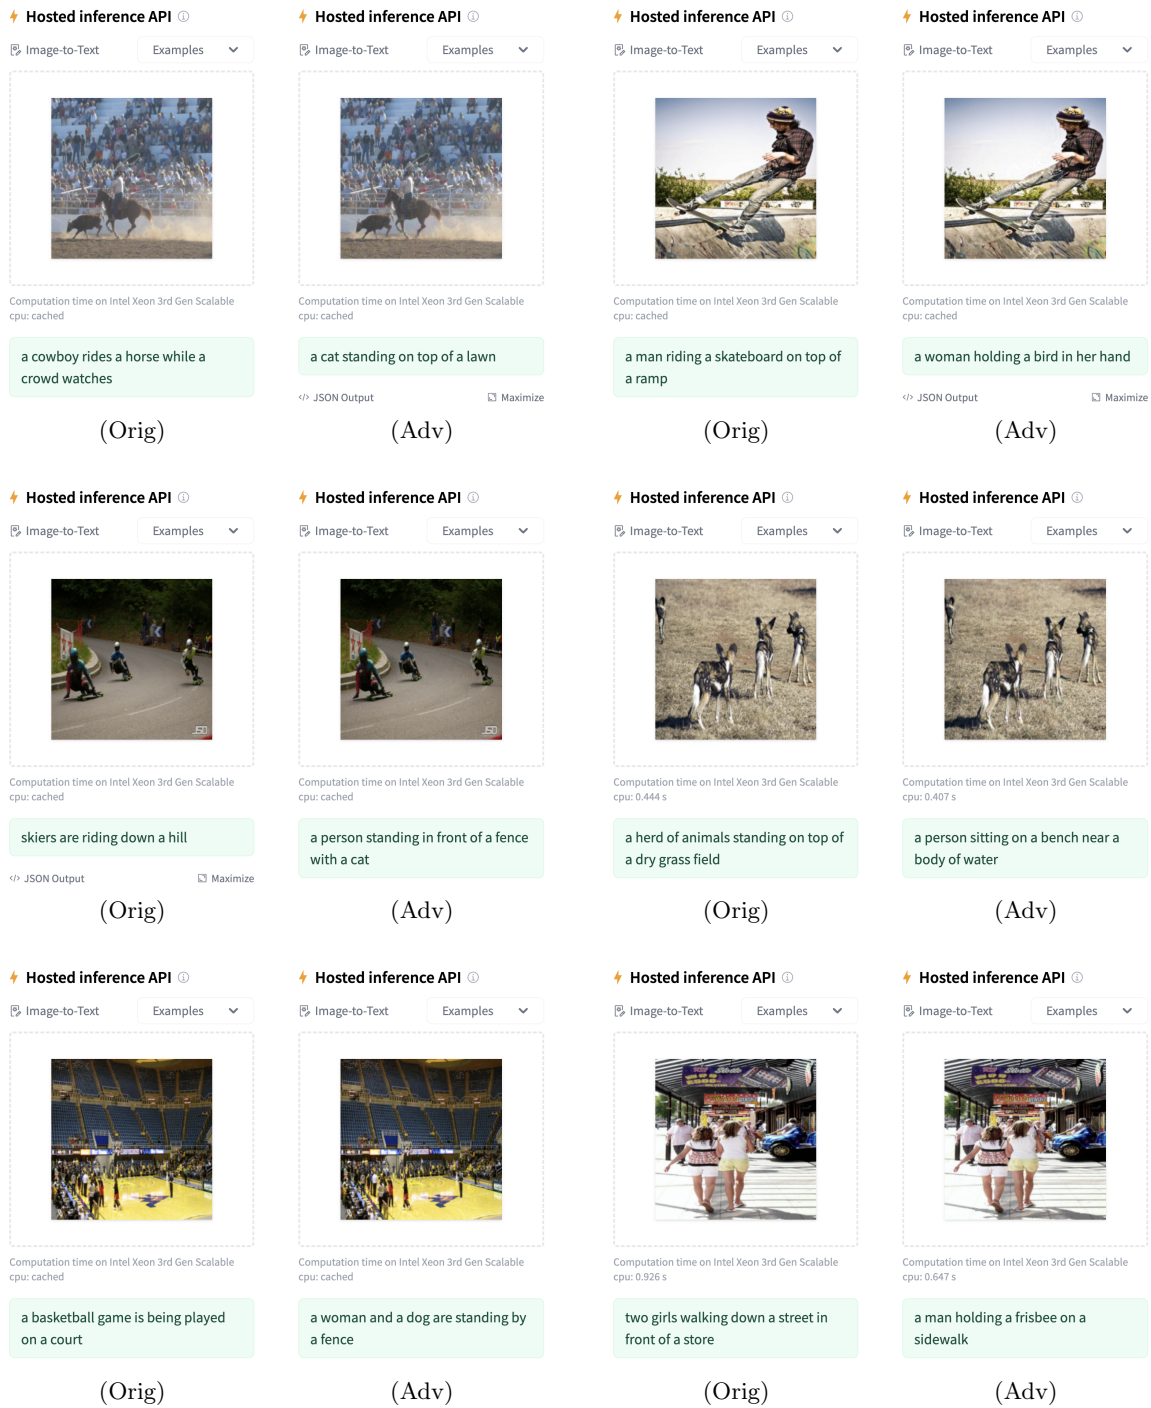 Hosted inference API
Image-to-Text
Examples
Computation time on Intel Xeon 3rd Gen Scalable
cpu: cached
a cowboy rides a horse while a
crowd watches
(Orig)
Hosted inference API
Image-to-Text
Examples
Computation time on Intel Xeon 3rd Gen Scalable
cpu: cached
a cat standing on top of a lawn
</> JSON Output
Maximize
(Adv)
Hosted inference API
Image-to-Text
Examples
Computation time on Intel Xeon 3rd Gen Scalable
cpu: cached
a man riding a skateboard on top of
a ramp
(Orig)
Hosted inference API
Image-to-Text
Examples
Computation time on Intel Xeon 3rd Gen Scalable
cpu: cached
a woman holding a bird in her hand
</> JSON Output
Maximize
(Adv)
Hosted inference API
Image-to-Text
Examples
JSO
Computation time on Intel Xeon 3rd Gen Scalable
cpu: cached
skiers are riding down a hill
</> JSON Output
Maximize
(Orig)
Hosted inference API
Image-to-Text
Examples
JSO
Computation time on Intel Xeon 3rd Gen Scalable
cpu: cached
a person standing in front of a fence
with a cat
(Adv)
Hosted inference API
Image-to-Text
Examples
Computation time on Intel Xeon 3rd Gen Scalable
cpu: 0.444 s
a herd of animals standing on top of
a dry grass field
(Orig)
Hosted inference API
Image-to-Text
Examples
Computation time on Intel Xeon 3rd Gen Scalable
cpu: 0.407 s
a person sitting on a bench near a
body of water
(Adv)
Hosted inference API
Image-to-Text
Examples
Computation time on Intel Xeon 3rd Gen Scalable
cpu: cached
a basketball game is being played
on a court
(Orig)
Hosted inference API
Image-to-Text
Examples
Computation time on Intel Xeon 3rd Gen Scalable
cpu: cached
a woman and a dog are standing by
a fence
(Adv)
Hosted inference API
Image-to-Text
Examples
Computation time on Intel Xeon 3rd Gen Scalable
cpu: 0.926 s
two girls walking down a street in
front of a store
(Orig)
Hosted inference API
Image-to-Text
Examples
Computation time on Intel Xeon 3rd Gen Scalable
cpu: 0.647 s
a man holding a frisbee on a
sidewalk
(Adv)